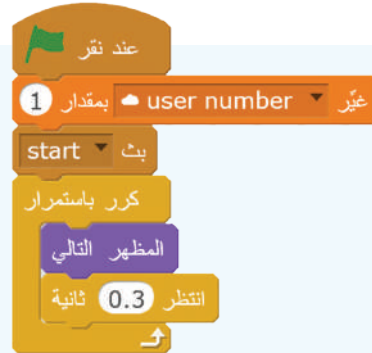 عند نقر
غيّر user number بمقدار 1
بث start
كرر باستمرار
المظهر التالي
انتظر 0.3 ثانية